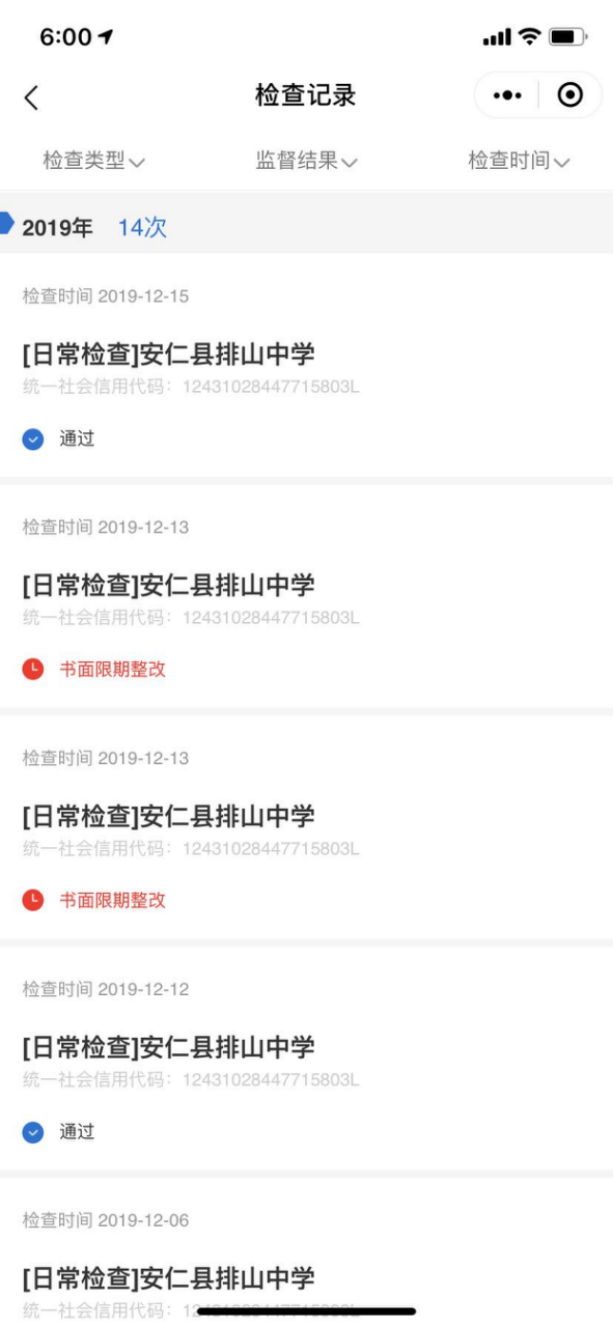 6:00
检查记录
检查类型 监督结果 检查时间
2019年 14次
检查时间 2019-12-15
[日常检查]安仁县排山中学
统一社会信用代码：12431028447715803L
通过
检查时间 2019-12-13
[日常检查]安仁县排山中学
统一社会信用代码：12431028447715803L
书面限期整改
检查时间 2019-12-13
[日常检查]安仁县排山中学
统一社会信用代码：12431028447715803L
书面限期整改
检查时间 2019-12-12
[日常检查]安仁县排山中学
统一社会信用代码：12431028447715803L
通过
检查时间 2019-12-06
[日常检查]安仁县排山中学
统一社会信用代码：